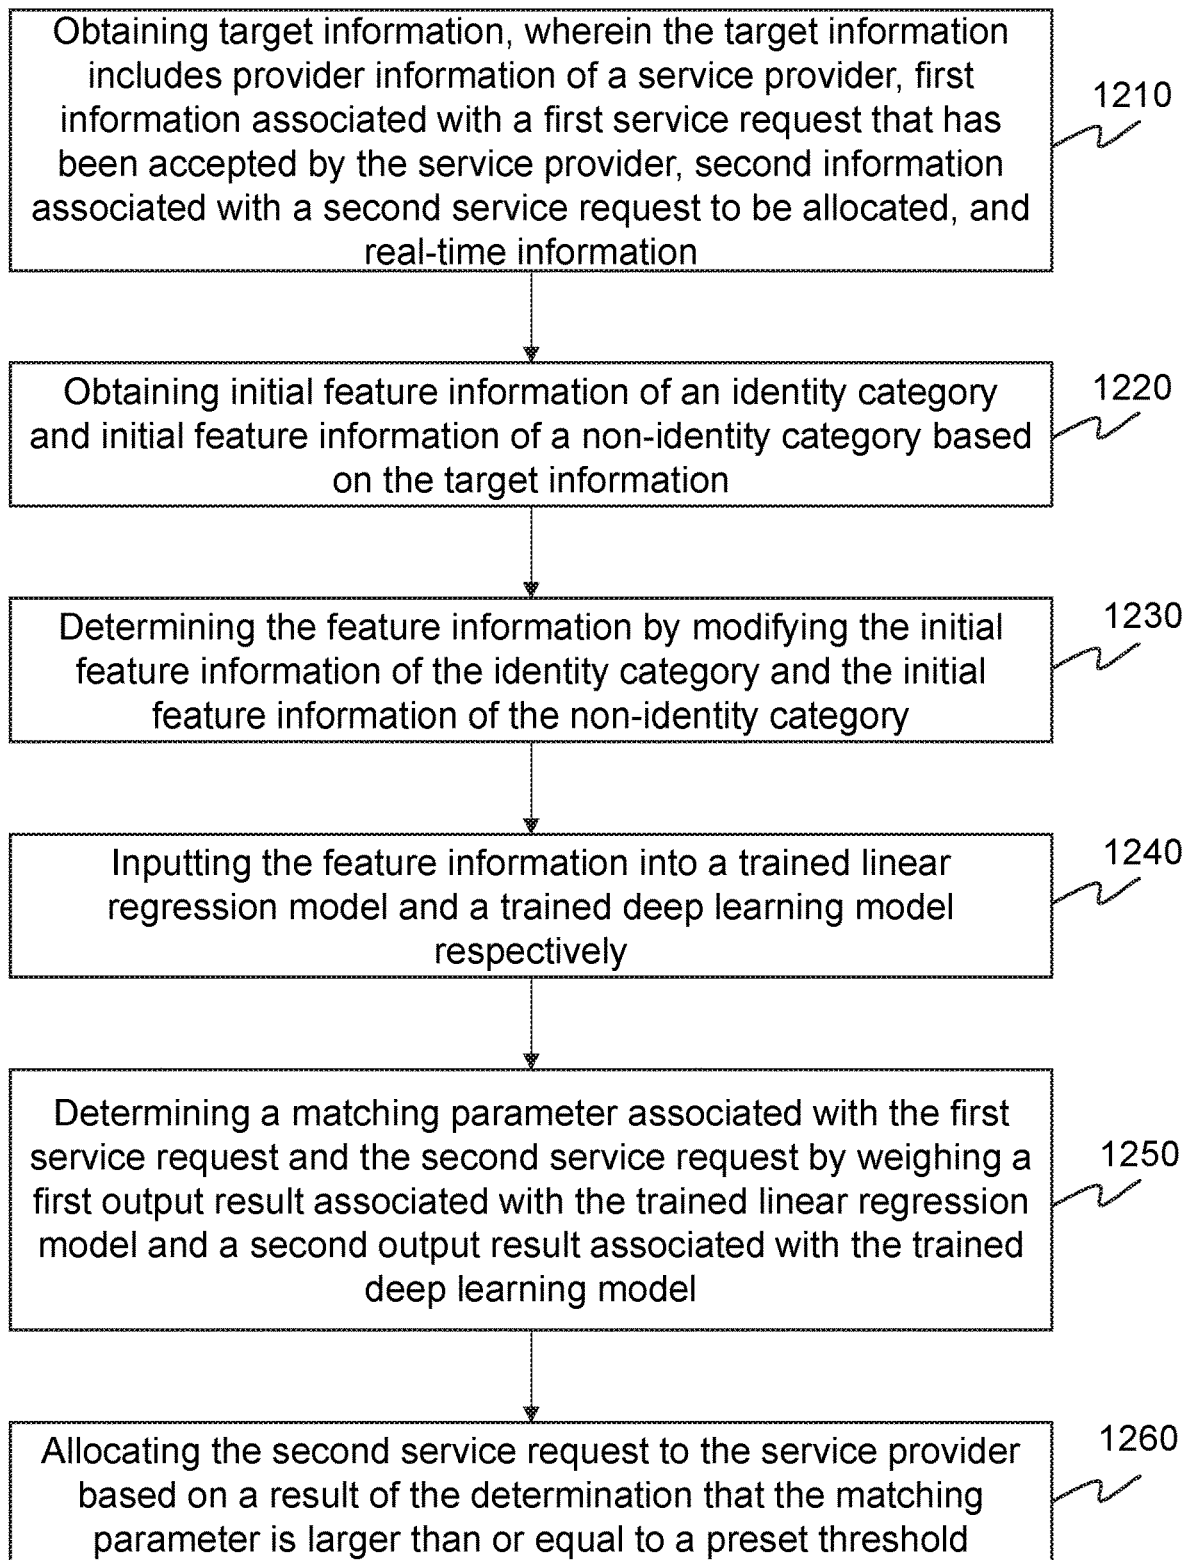 Obtaining target information, wherein the target information
includes provider information of a service provider, first
information associated with a first service request that has
been accepted by the service provider, second information
associated with a second service request to be allocated, and
real-time information
1210
Obtaining initial feature information of an identity category
and initial feature information of a non-identity category based
on the target information
1220
Determining the feature information by modifying the initial
feature information of the identity category and the initial
feature information of the non-identity category
1230
Inputting the feature information into a trained linear
regression model and a trained deep learning model
respectively
1240
Determining a matching parameter associated with the first
service request and the second service request by weighing a
first output result associated with the trained linear regression
model and a second output result associated with the trained
deep learning model
1250
Allocating the second service request to the service provider
based on a result of the determination that the matching
parameter is larger than or equal to a preset threshold
1260